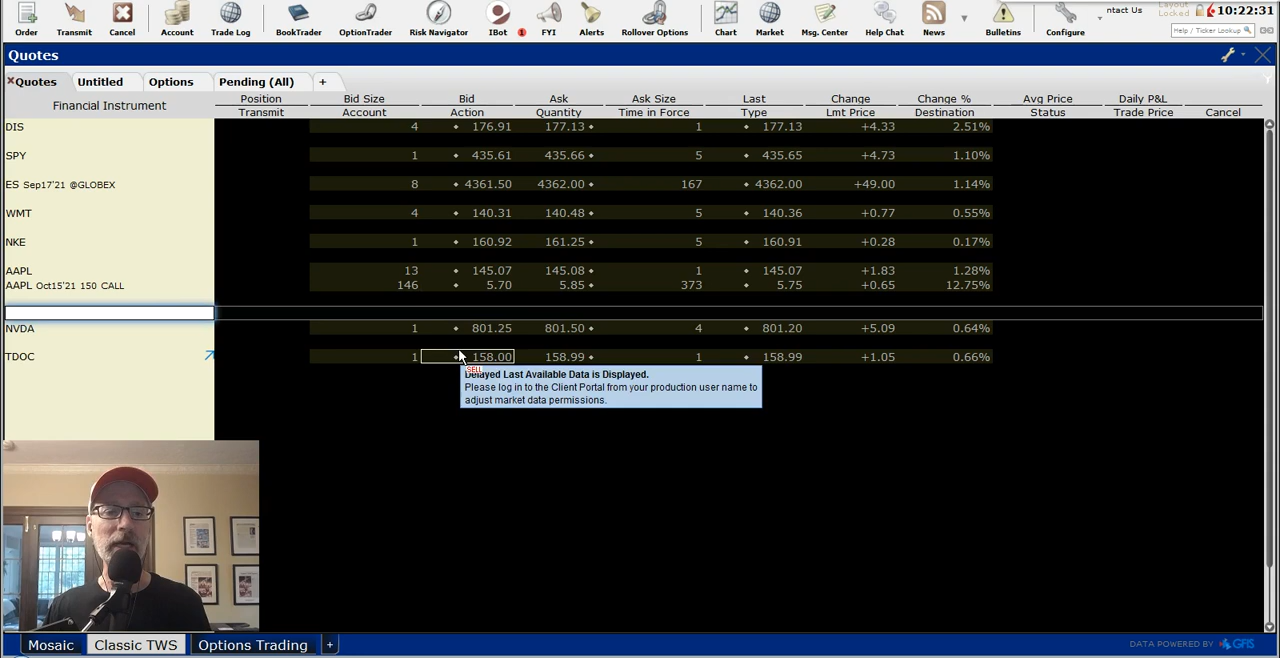 Order Transmit Cancel Account Trade Log BookTrader OptionTrader Risk Navigator IBot 1 FYI Alerts Rollover Options Chart Market Msg. Center Help Chat News Bulletins Configure
ntact Us Layout Locked 10:22:31
Help / Ticker Lookup
Quotes
Quotes Untitled Options Pending (All) +
Financial Instrument
Position Bid Size Bid Ask Ask Size Last Change Change % Avg Price Daily P&L
Transmit Account Action Quantity Time in Force Type Lmt Price Destination Status Trade Price Cancel
DIS 4 176.91 177.13 1 177.13 +4.33 2.51%
SPY 1 435.61 435.66 5 435.65 +4.73 1.10%
ES Sep17'21 @GLOBEX 8 4361.50 4362.00 167 4362.00 +49.00 1.14%
WMT 4 140.31 140.48 5 140.36 +0.77 0.55%
NKE 1 160.92 161.25 5 160.91 +0.28 0.17%
AAPL 13 145.07 145.08 1 145.07 +1.83 1.28%
AAPL Oct15'21 150 CALL 146 5.70 5.85 373 5.75 +0.65 12.75%
NVDA 1 801.25 801.50 4 801.20 +5.09 0.64%
TDOC 1 158.00 158.99 1 158.99 +1.05 0.66%
SELL
Delayed Last Available Data is Displayed.
Please log in to the Client Portal from your production user name to
adjust market data permissions.
Mosaic Classic TWS Options Trading +
DATA POWERED BY GFIS